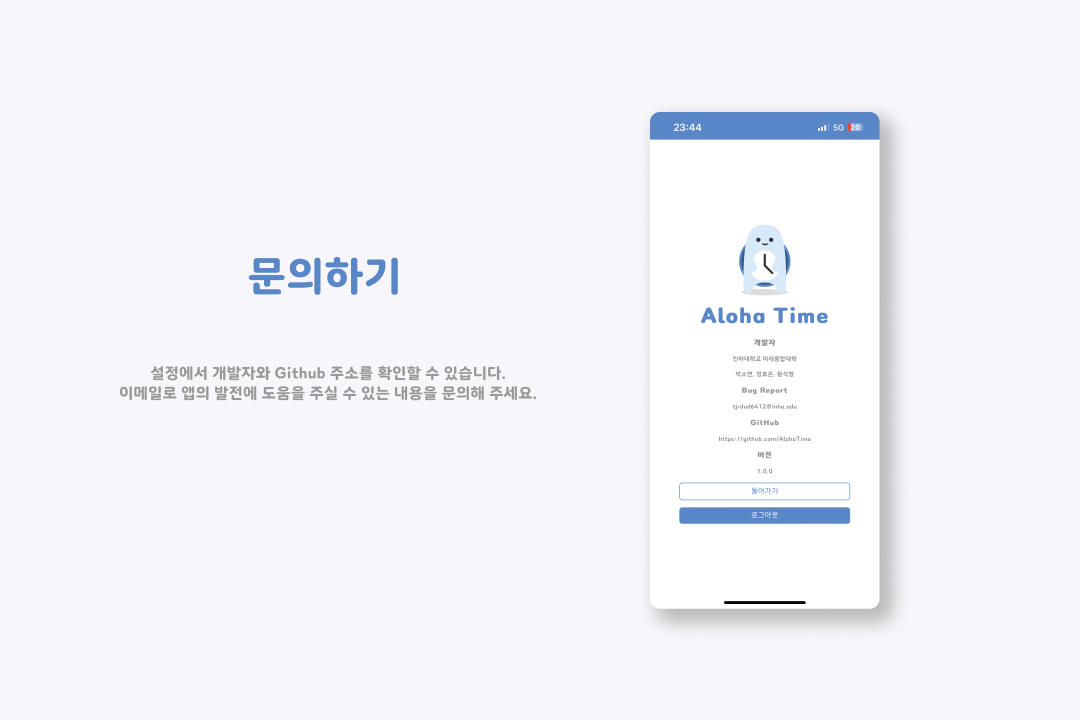 문의하기
설정에서 개발자와 Github 주소를 확인할 수 있습니다.
이메일로 앱의 발전에 도움을 주실 수 있는 내용을 문의해 주세요.
23:44
5G 20
Aloha Time
개발자
인하대학교 미래융합대학
박소연, 정효은, 황석영
Bug Report
tjrdud6412@inha.edu
GitHub
https://github.com/AlohaTime
버전
1.0.0
돌아가기
로그아웃